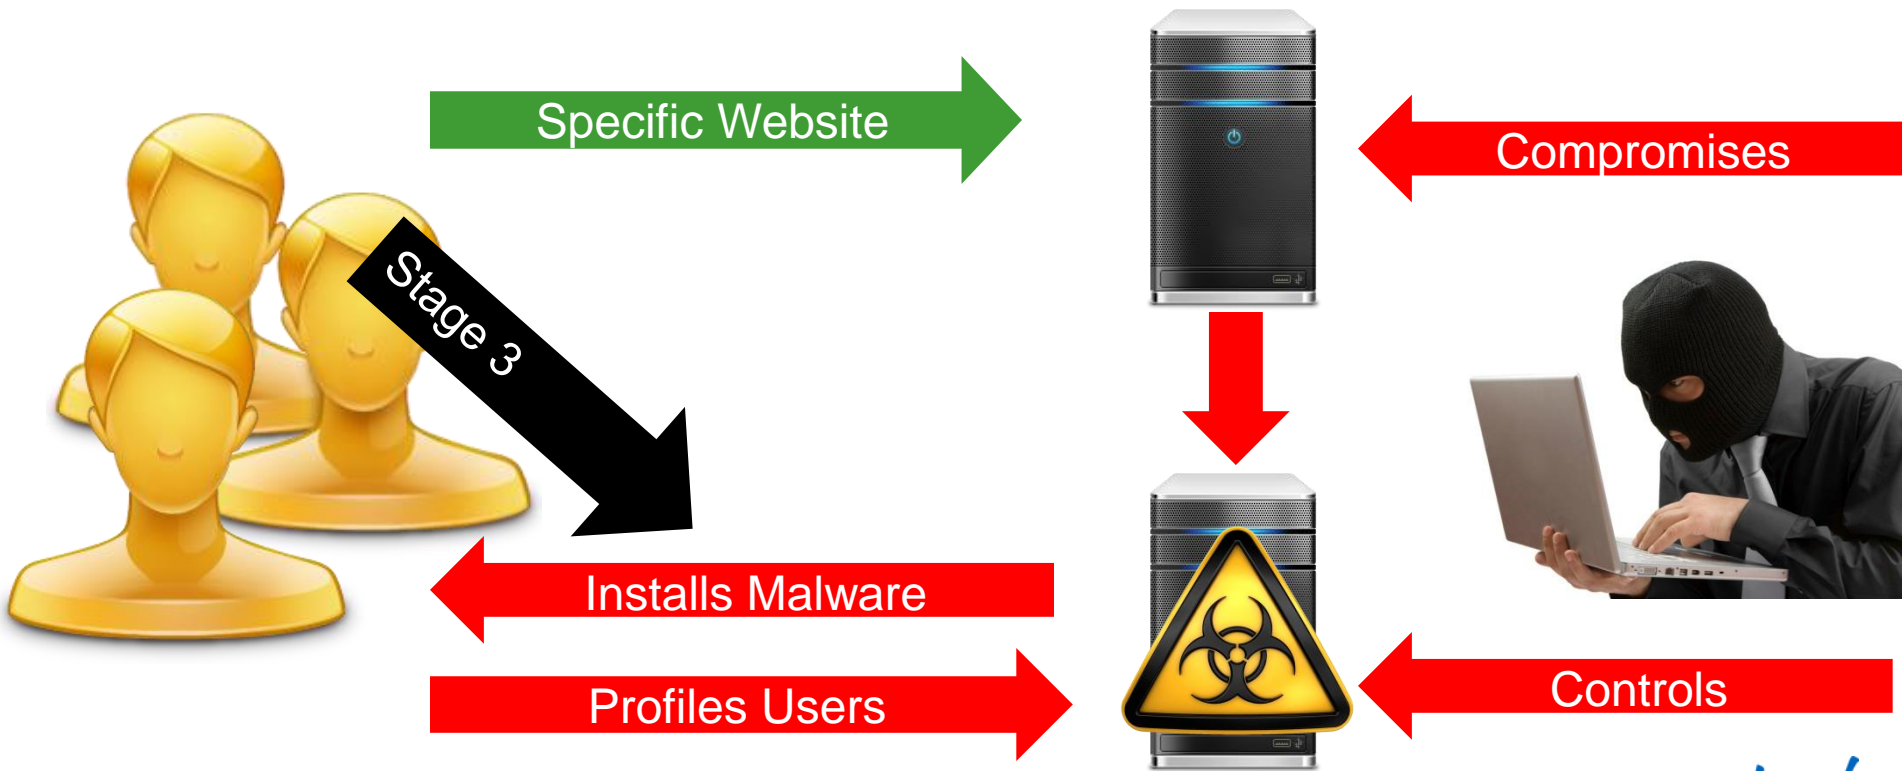 Specific Website
Compromises
Stage 3
Installs Malware
Profiles Users
Controls